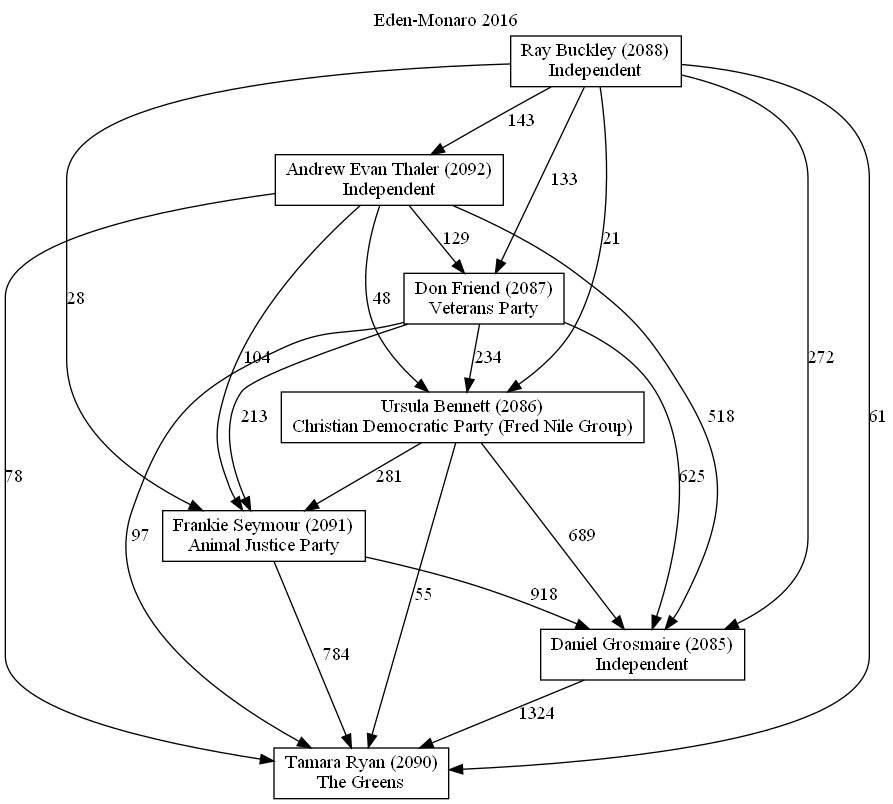 Eden-Monaro 2016
Ray Buckley (2088)
Independent
143
Andrew Evan Thaler (2092)
Independent
133
129
21
Don Friend (2087)
Veterans Party
28
48
104
234
272
Ursula Bennett (2086)
Christian Democratic Party (Fred Nile Group)
213
518
61
78
281
625
Frankie Seymour (2091)
Animal Justice Party
97
689
55
918
Daniel Grosmaire (2085)
Independent
784
1324
Tamara Ryan (2090)
The Greens